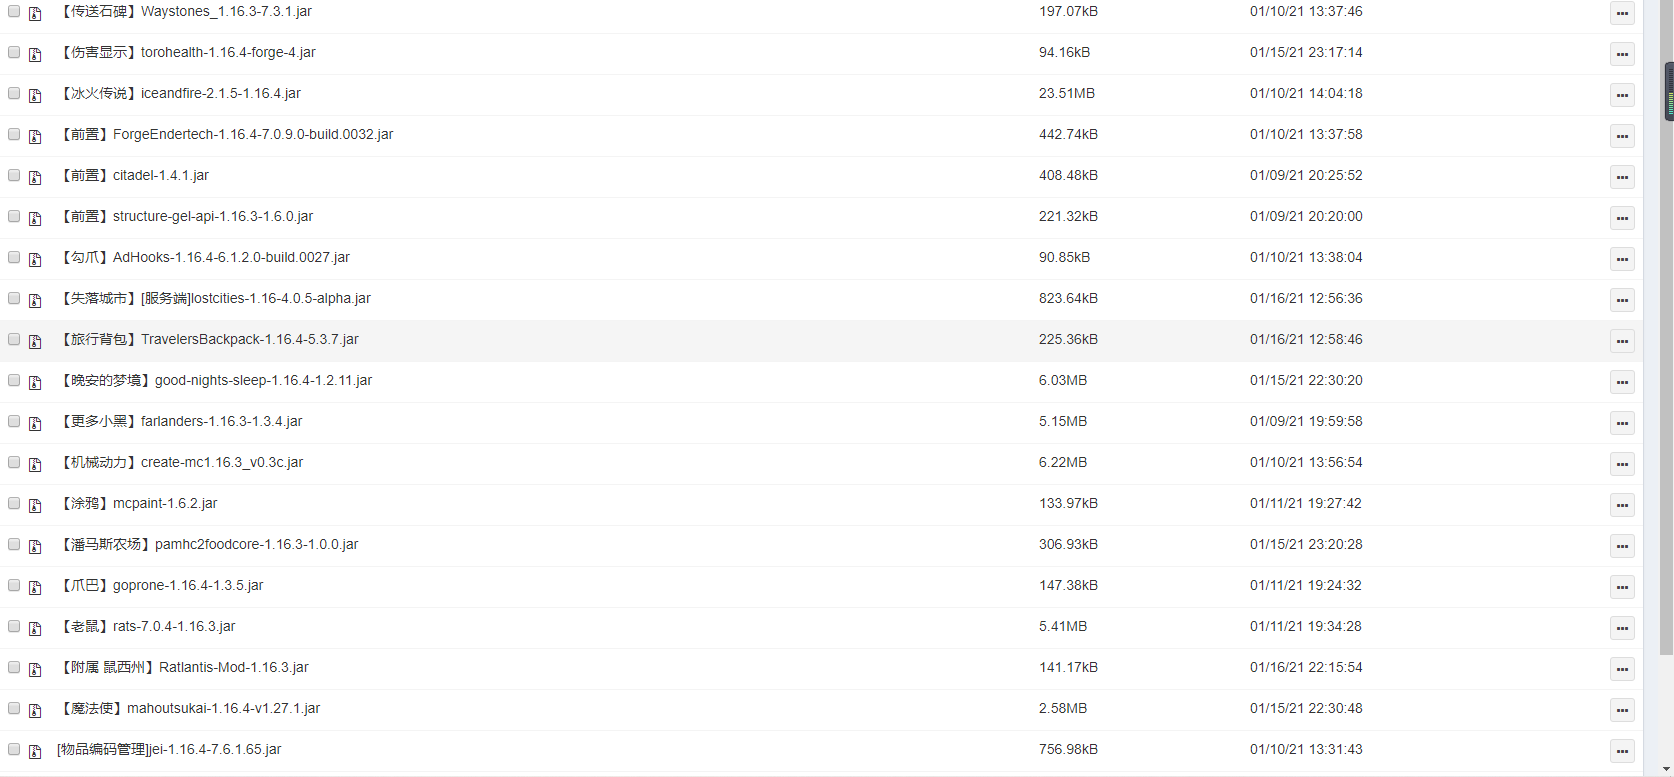 【传送石碑】Waystones_1.16.3-7.3.1.jar 197.07kB 01/10/21 13:37:46
【伤害显示】torohealth-1.16.4-forge-4.jar 94.16kB 01/15/21 23:17:14
【冰火传说】iceandfire-2.1.5-1.16.4.jar 23.51MB 01/10/21 14:04:18
【前置】ForgeEndertech-1.16.4-7.0.9.0-build.0032.jar 442.74kB 01/10/21 13:37:58
【前置】citadel-1.4.1.jar 408.48kB 01/09/21 20:25:52
【前置】structure-gel-api-1.16.3-1.6.0.jar 221.32kB 01/09/21 20:20:00
【勾爪】AdHooks-1.16.4-6.1.2.0-build.0027.jar 90.85kB 01/10/21 13:38:04
【失落城市】[服务端]lostcities-1.16-4.0.5-alpha.jar 823.64kB 01/16/21 12:56:36
【旅行背包】TravelersBackpack-1.16.4-5.3.7.jar 225.36kB 01/16/21 12:58:46
【晚安的梦境】good-nights-sleep-1.16.4-1.2.11.jar 6.03MB 01/15/21 22:30:20
【更多小黑】farlanders-1.16.3-1.3.4.jar 5.15MB 01/09/21 19:59:58
【机械动力】create-mc1.16.3_v0.3c.jar 6.22MB 01/10/21 13:56:54
【涂鸦】mcpaint-1.6.2.jar 133.97kB 01/11/21 19:27:42
【潘马斯农场】pamhc2foodcore-1.16.3-1.0.0.jar 306.93kB 01/15/21 23:20:28
【爪巴】goprone-1.16.4-1.3.5.jar 147.38kB 01/11/21 19:24:32
【老鼠】rats-7.0.4-1.16.3.jar 5.41MB 01/11/21 19:34:28
【附属 鼠西州】Ratlantis-Mod-1.16.3.jar 141.17kB 01/16/21 22:15:54
【魔法使】mahoutsukai-1.16.4-v1.27.1.jar 2.58MB 01/15/21 22:30:48
[物品编码管理]jei-1.16.4-7.6.1.65.jar 756.98kB 01/10/21 13:31:43